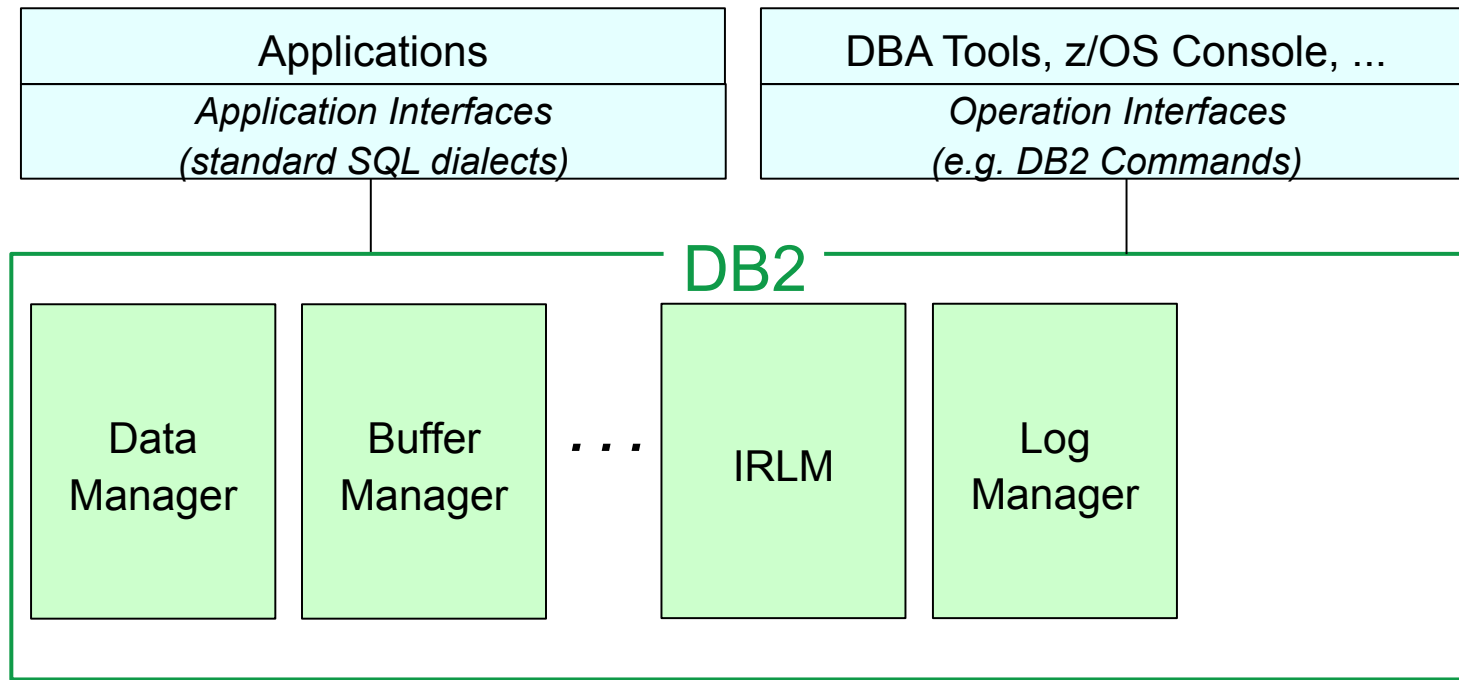 Applications
Application Interfaces
(standard SQL dialects)
DBA Tools, z/OS Console, ...
Operation Interfaces
(e.g. DB2 Commands)
DB2
Data
Manager
Buffer
Manager
. . .
IRLM
Log
Manager